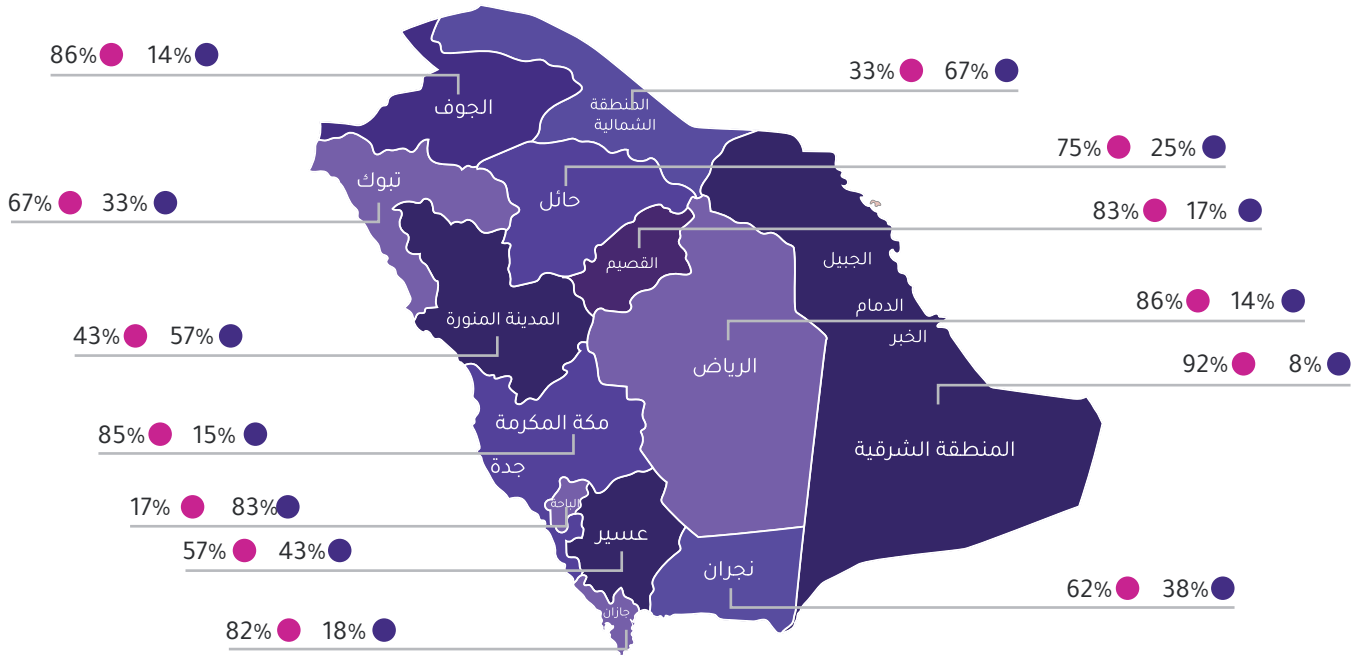 86% 14%
33% 67%
الجوف
المنطقة
الشمالية
75% 25%
تبوك
حائل
67% 33%
83% 17%
القصيم
الجبيل
86% 14%
الدمام
المدينة المنورة
الخبر
43% 57%
الرياض
92% 8%
مكة المكرمة
85% 15%
المنطقة الشرقية
جدة
17% 83%
الباحة
عسير
57% 43%
نجران
62% 38%
جازان
82% 18%